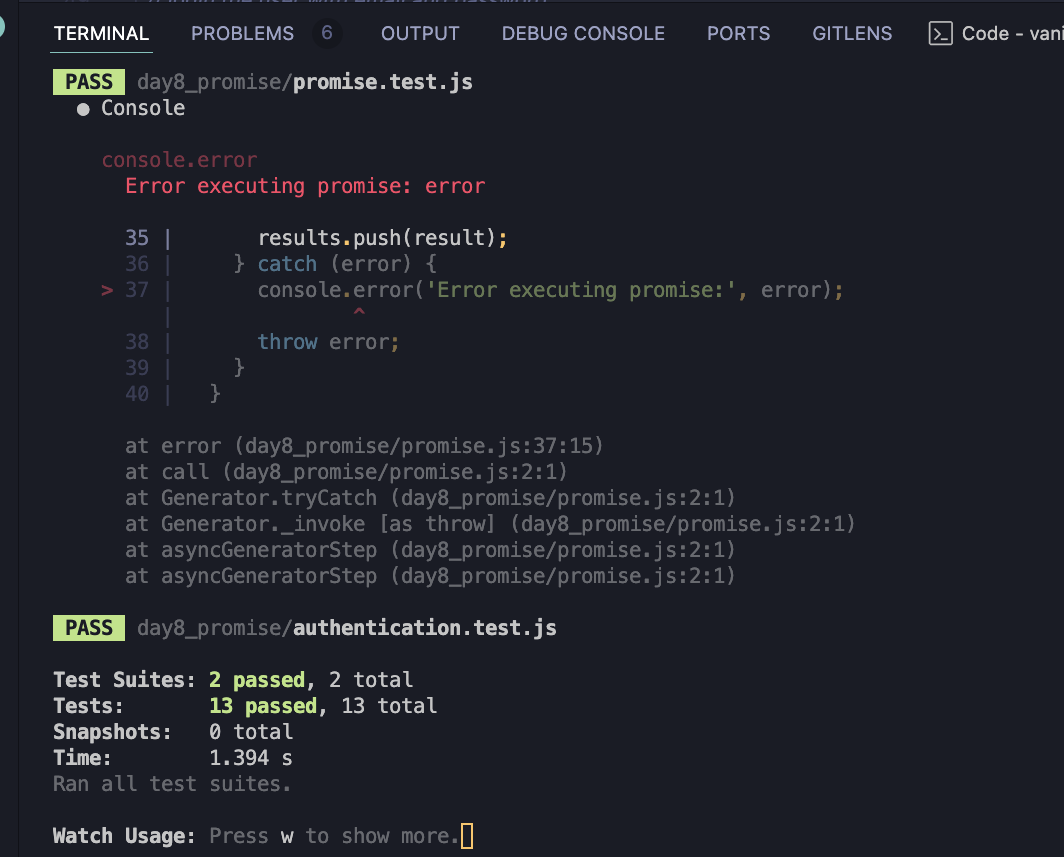 TERMINAL PROBLEMS 6 OUTPUT DEBUG CONSOLE PORTS GITLENS Code - vani
PASS day8_promise/promise.test.js
● Console
console.error
Error executing promise: error
35 | results.push(result);
36 | } catch (error) {
> 37 | console.error('Error executing promise:', error);
| ^
38 | throw error;
39 | }
40 | }
at error (day8_promise/promise.js:37:15)
at call (day8_promise/promise.js:2:1)
at Generator.tryCatch (day8_promise/promise.js:2:1)
at Generator._invoke [as throw] (day8_promise/promise.js:2:1)
at asyncGeneratorStep (day8_promise/promise.js:2:1)
at asyncGeneratorStep (day8_promise/promise.js:2:1)
PASS day8_promise/authentication.test.js
Test Suites: 2 passed, 2 total
Tests: 13 passed, 13 total
Snapshots: 0 total
Time: 1.394 s
Ran all test suites.
Watch Usage: Press w to show more.